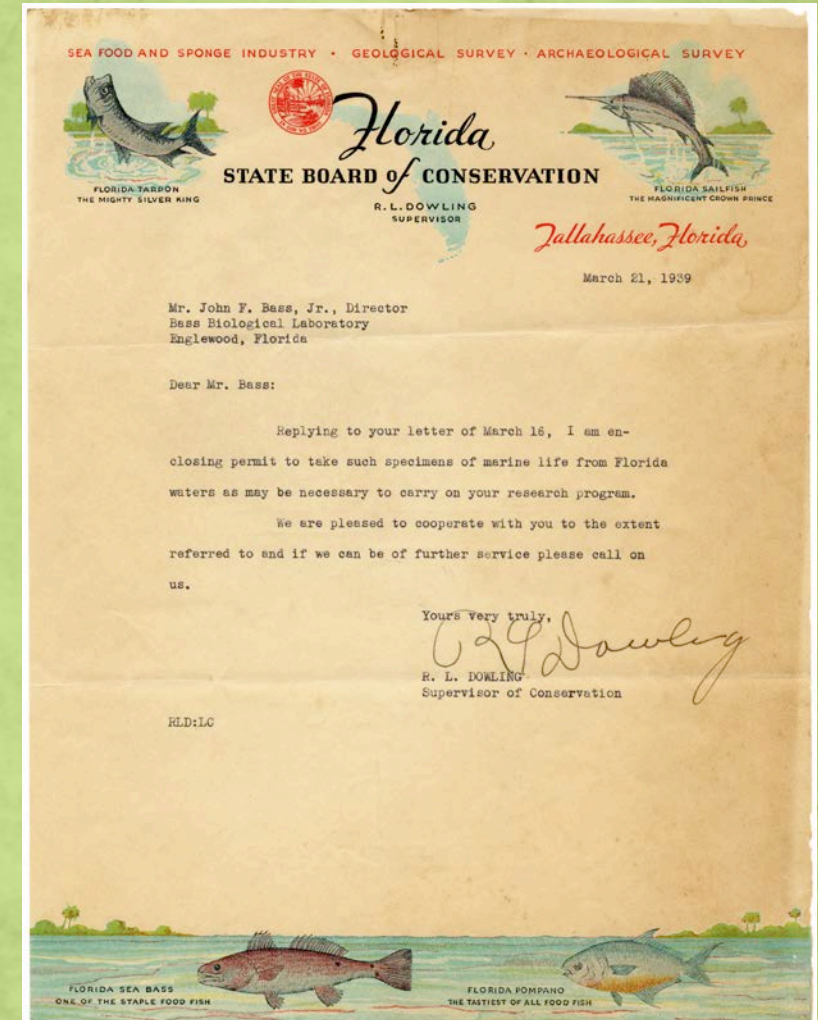 SEA FOOD AND SPONGE INDUSTRY • GEOLOGICAL SURVEY • ARCHAEOLOGICAL SURVEY
Florida
STATE BOARD of CONSERVATION
R. L. DOWLING
SUPERVISOR
FLORIDA TARPON
THE MIGHTY SILVER KING
FLORIDA SAILFISH
THE MAGNIFICENT CROWN PRINCE
Tallahassee, Florida
March 21, 1939
Mr. John F. Bass, Jr., Director
Bass Biological Laboratory
Englewood, Florida
Dear Mr. Bass:
Replying to your letter of March 16, I am en-
closing permit to take such specimens of marine life from Florida
waters as may be necessary to carry on your research program.
We are pleased to cooperate with you to the extent
referred to and if we can be of further service please call on
us.
Yours very truly,
RL Dowling
R. L. DOWLING
Supervisor of Conservation
RLD:LC
FLORIDA SEA BASS
ONE OF THE STAPLE FOOD FISH
FLORIDA POMPANO
THE TASTIEST OF ALL FOOD FISH